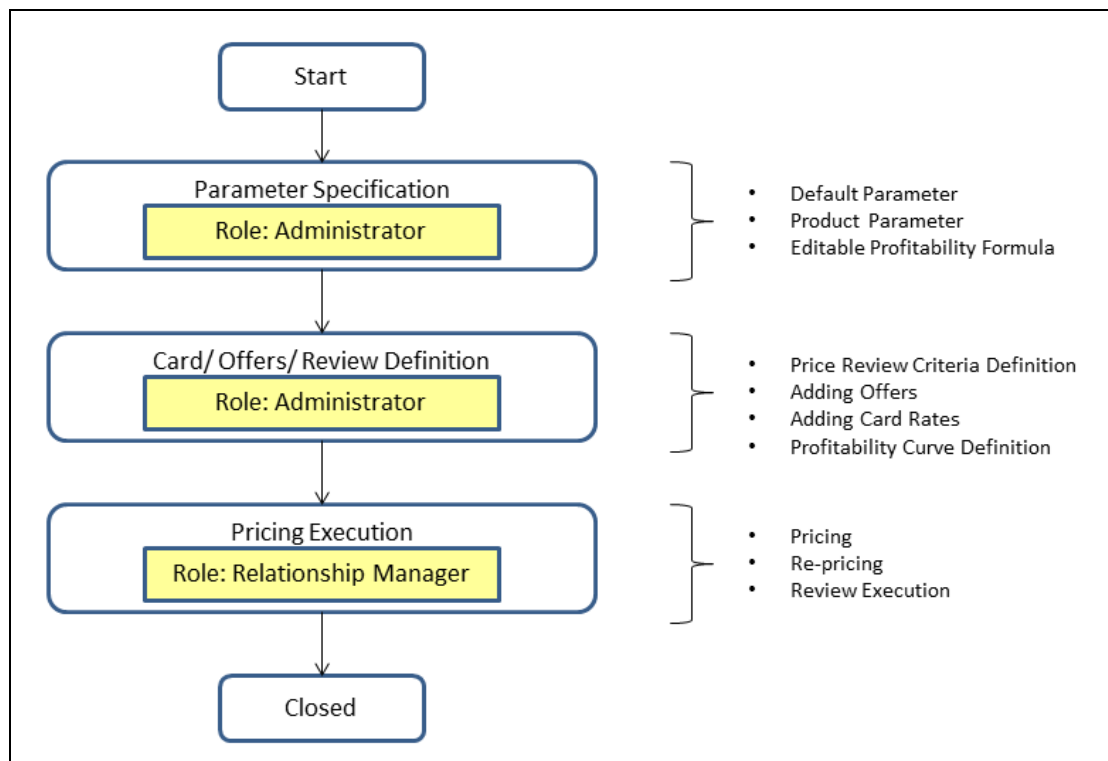 Start
Parameter Specification
Role: Administrator
• Default Parameter
• Product Parameter
• Editable Profitability Formula
Card/ Offers/ Review Definition
Role: Administrator
• Price Review Criteria Definition
• Adding Offers
• Adding Card Rates
• Profitability Curve Definition
Pricing Execution
Role: Relationship Manager
• Pricing
• Re-pricing
• Review Execution
Closed